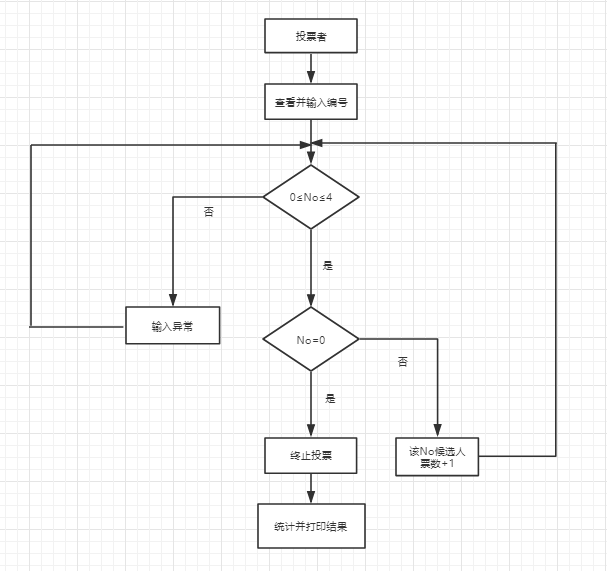 投票者
查看并输入编号
0≤No≤4
否
是
输入异常
No=0
否
是
终止投票
该No候选人
票数+1
统计并打印结果